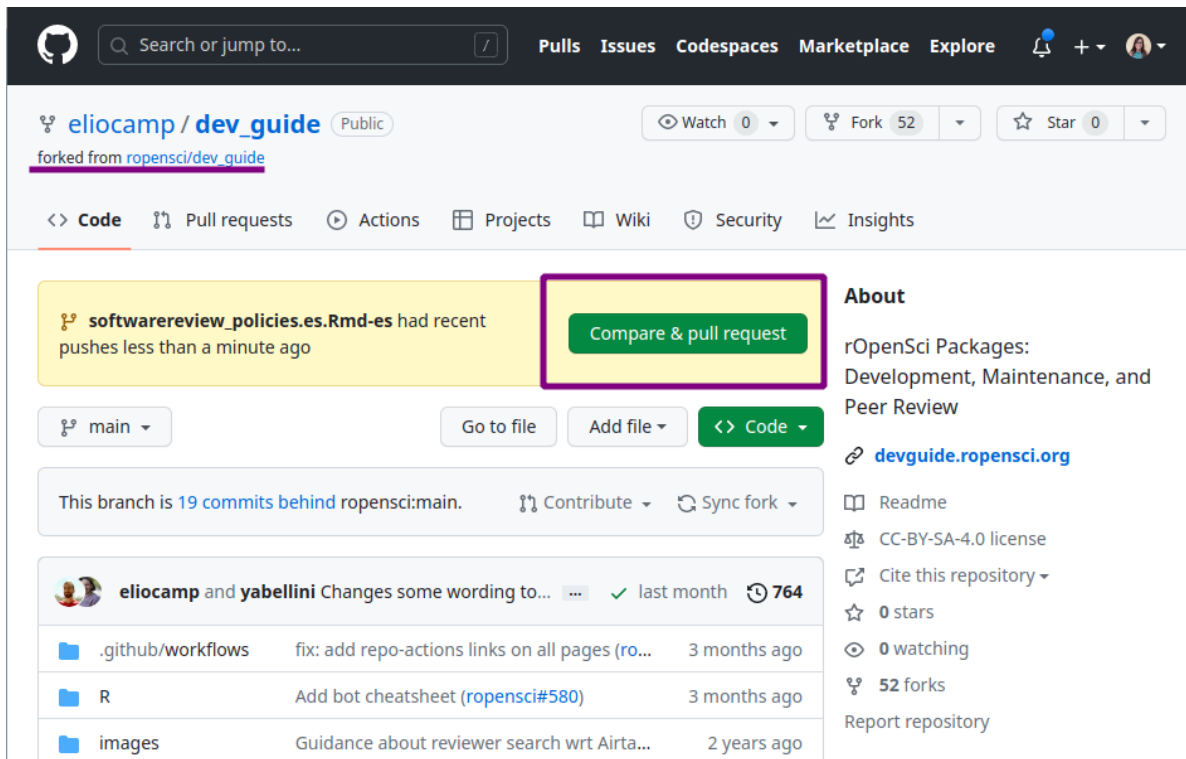 Search or jump to... /
Pulls Issues Codespaces Marketplace Explore
eliocamp / dev_guide Public
Watch 0 Fork 52 Star 0
forked from ropensci/dev_guide
Code Pull requests Actions Projects Wiki Security Insights
softwarereview_policies.es.Rmd-es had recent
pushes less than a minute ago
Compare & pull request
main Go to file Add file Code
This branch is 19 commits behind ropensci:main. Contribute Sync fork
eliocamp and yabellini Changes some wording to... ... last month 764
.github/workflows fix: add repo-actions links on all pages (ro... 3 months ago
R Add bot cheatsheet (ropensci#580) 3 months ago
images Guidance about reviewer search wrt Airta... 2 years ago
About
rOpenSci Packages:
Development, Maintenance, and
Peer Review
devguide.ropensci.org
Readme
CC-BY-SA-4.0 license
Cite this repository
0 stars
0 watching
52 forks
Report repository